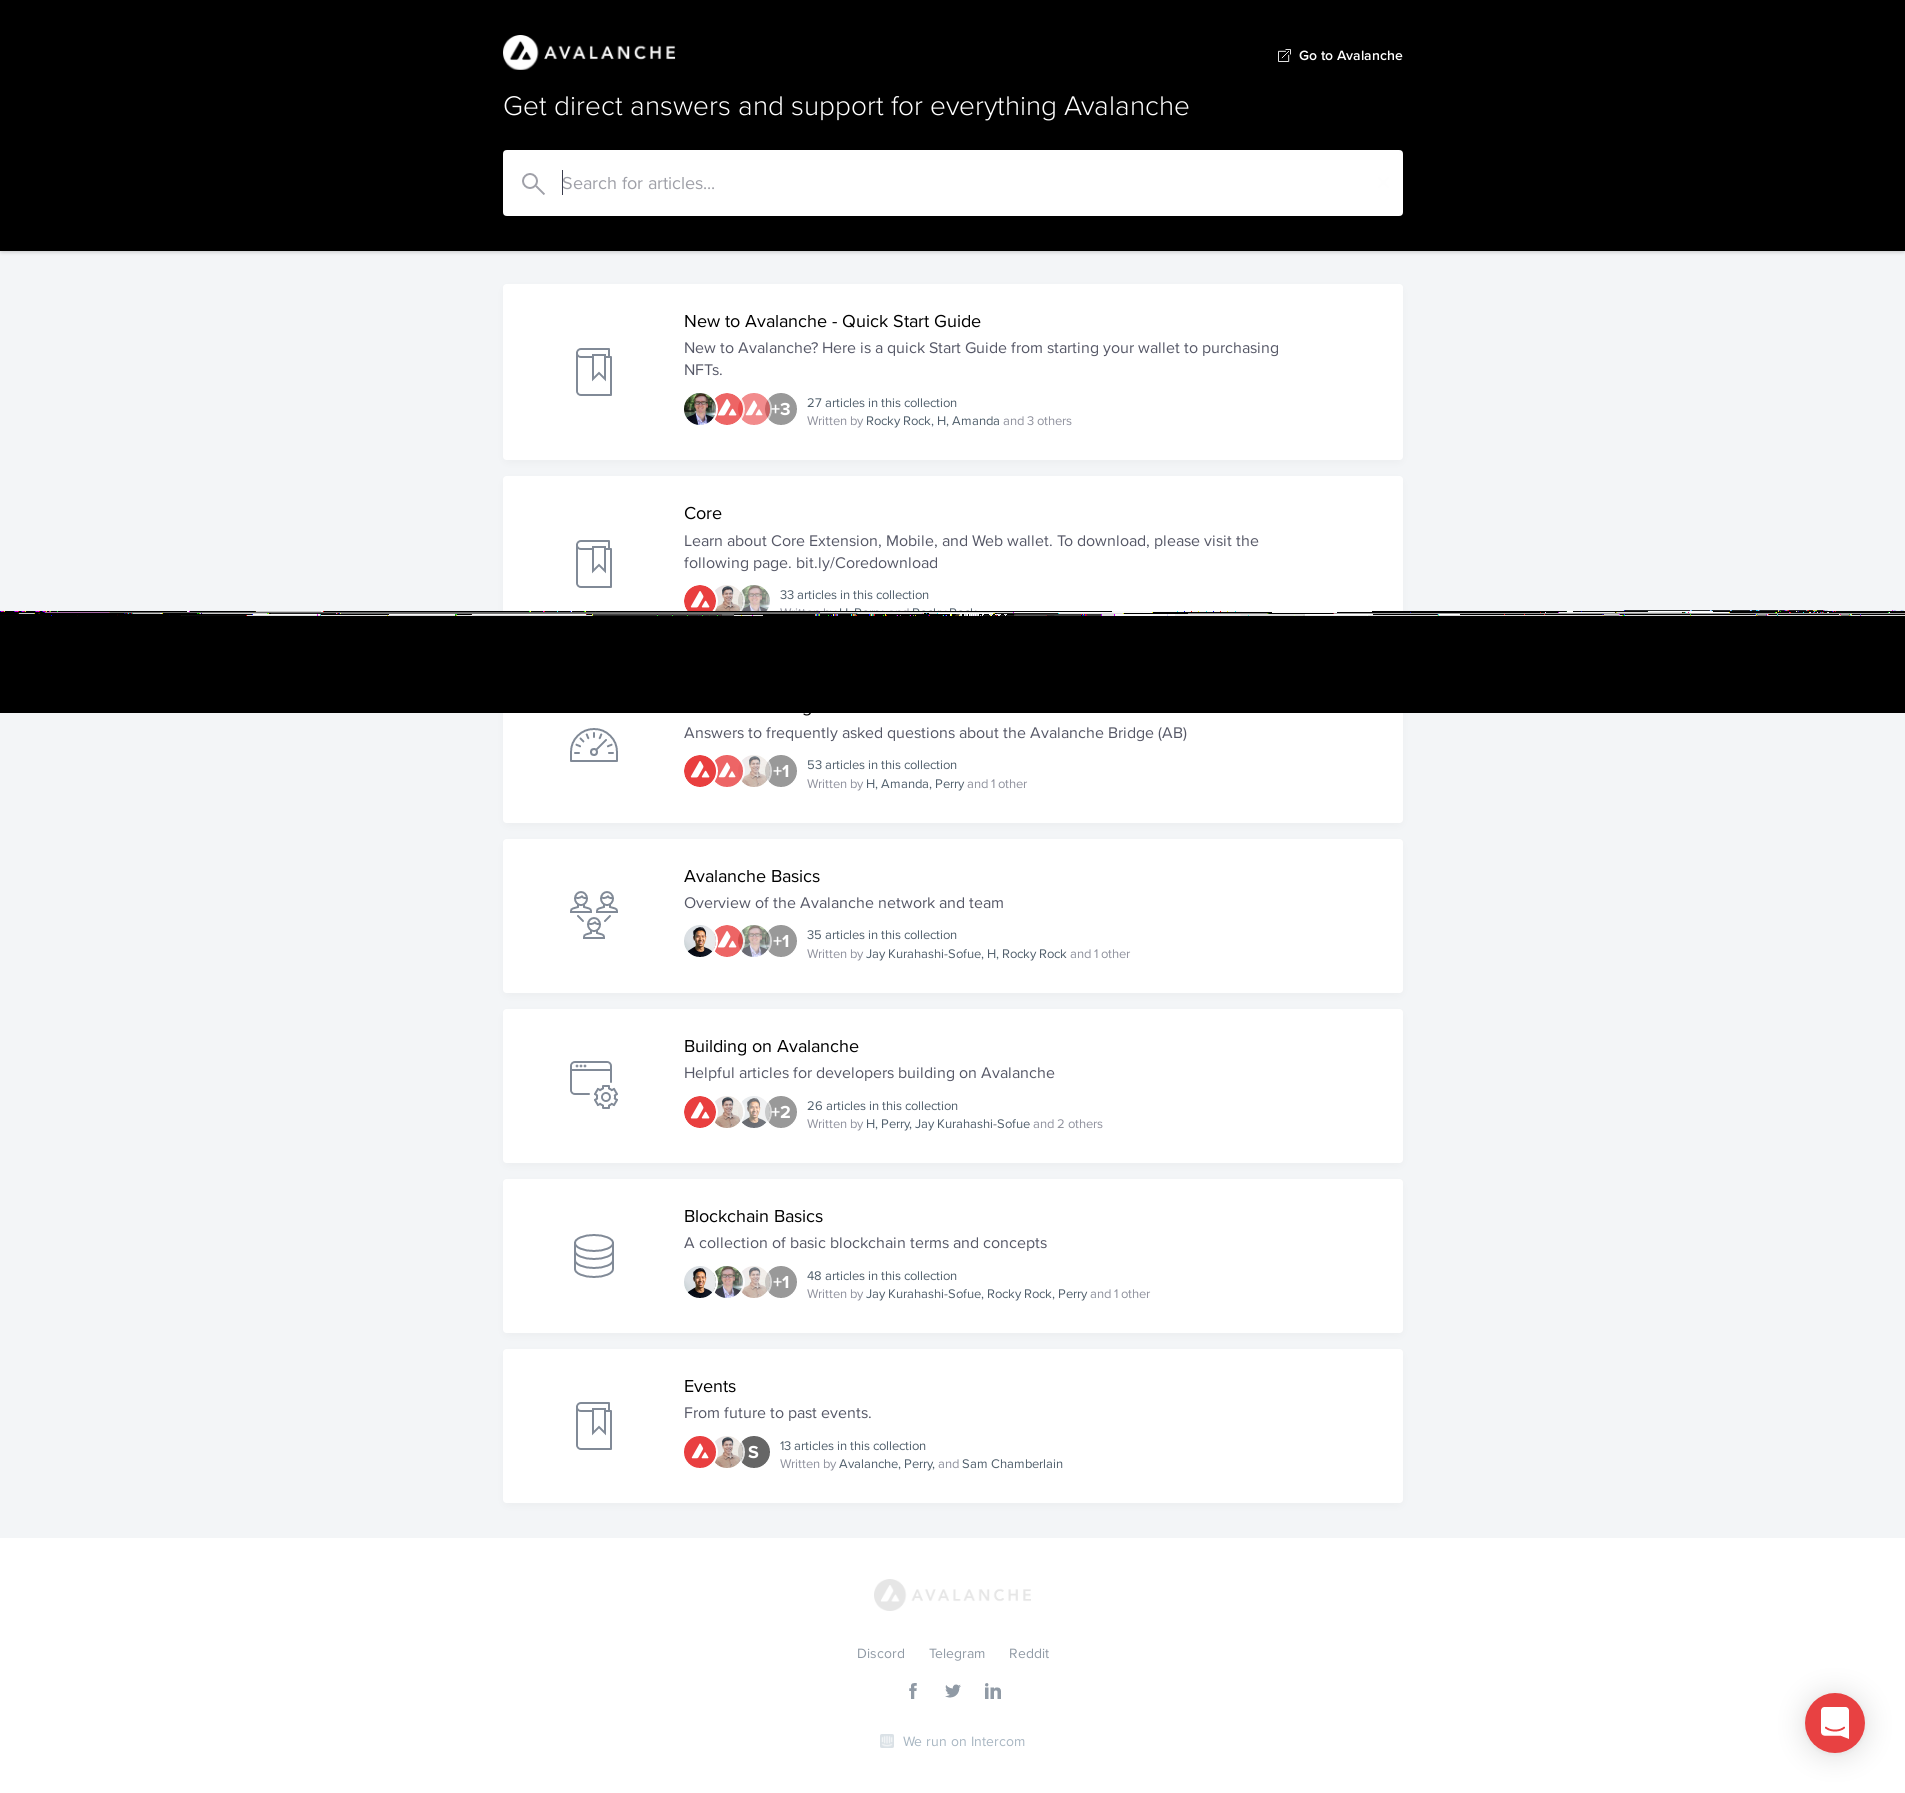 AVALANCHE
Go to Avalanche
Get direct answers and support for everything Avalanche
Search for articles...
New to Avalanche - Quick Start Guide
New to Avalanche? Here is a quick Start Guide from starting your wallet to purchasing
NFTs.
+3
27 articles in this collection
Written by Rocky Rock, H, Amanda and 3 others
Core
Learn about Core Extension, Mobile, and Web wallet. To download, please visit the
following page. bit.ly/Coredownload
33 articles in this collection
Answers to frequently asked questions about the Avalanche Bridge (AB)
+1
53 articles in this collection
Written by H, Amanda, Perry and 1 other
Avalanche Basics
Overview of the Avalanche network and team
+1
35 articles in this collection
Written by Jay Kurahashi-Sofue, H, Rocky Rock and 1 other
Building on Avalanche
Helpful articles for developers building on Avalanche
+2
26 articles in this collection
Written by H, Perry, Jay Kurahashi-Sofue and 2 others
Blockchain Basics
A collection of basic blockchain terms and concepts
+1
48 articles in this collection
Written by Jay Kurahashi-Sofue, Rocky Rock, Perry and 1 other
Events
From future to past events.
S
13 articles in this collection
Written by Avalanche, Perry, and Sam Chamberlain
AVALANCHE
Discord Telegram Reddit
We run on Intercom